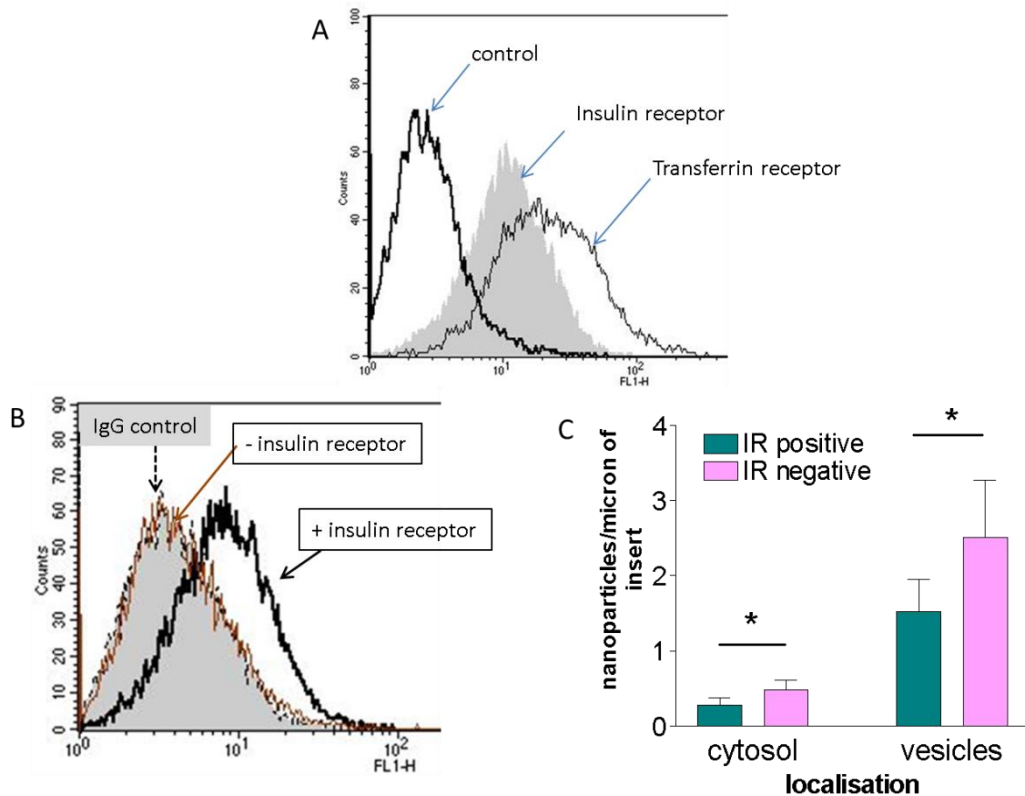 A
control
Insulin receptor
Transferrin receptor
Counts
0
20
40
60
80
100
10⁰
10¹
10²
FL1-H
B
IgG control
- insulin receptor
+ insulin receptor
Counts
0
10
20
30
40
50
60
70
80
90
10⁰
10¹
10²
FL1-H
C
IR positive
IR negative
*
*
nanoparticles/micron of
insert
4
3
2
1
0
cytosol
vesicles
localisation